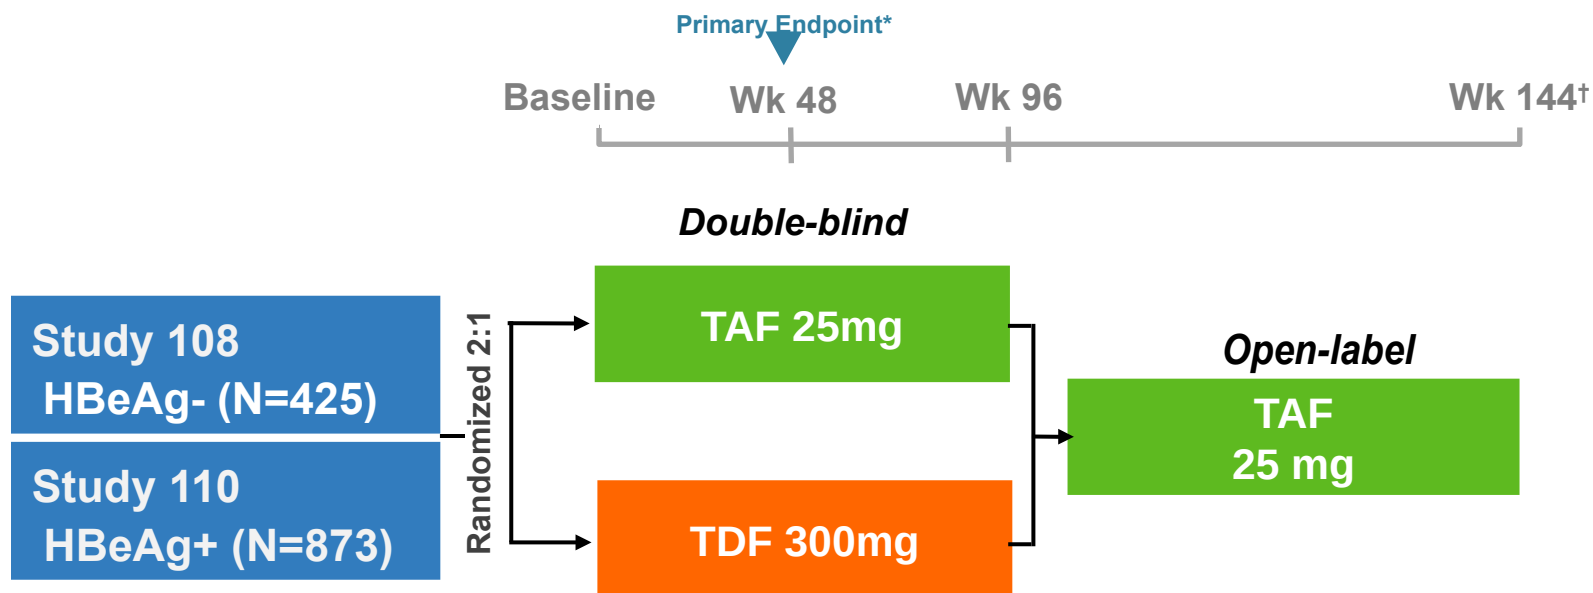 Primary Endpoint*
Baseline
Wk 48
Wk 96
Wk 144†
Double-blind
Study 108
HBeAg- (N=425)
Study 110
HBeAg+ (N=873)
Randomized 2:1
TAF 25mg
TDF 300mg
Open-label
TAF
25 mg